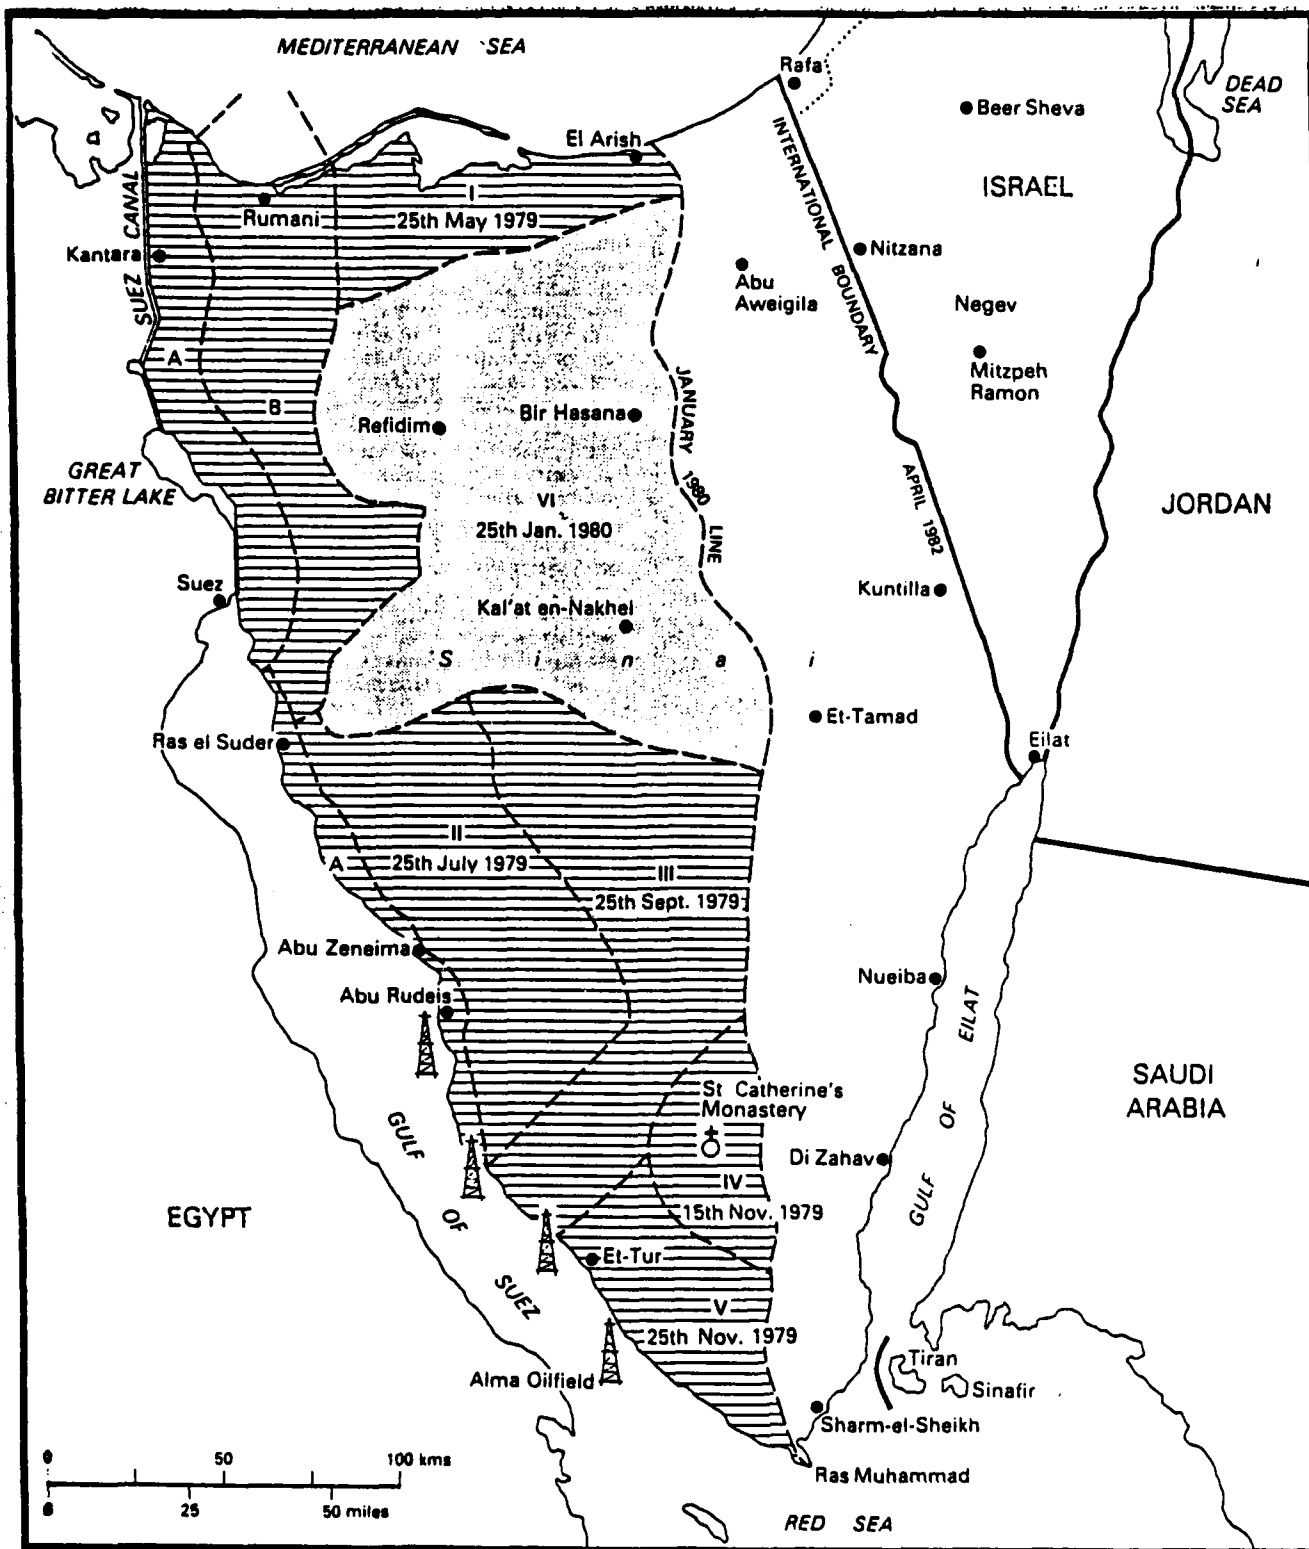 MEDITERRANEAN SEA
Rafa
DEAD
SEA
Beer Sheva
El Arish
INTERNATIONAL BOUNDARY
ISRAEL
SUEZ CANAL
I
25th May 1979
Rumani
Kantara
Nitzana
Abu
Aweigila
Negev
A
Mitzpeh
Ramon
B
JANUARY 1980 LINE
Refidim
Bir Hasana
GREAT
BITTER LAKE
APRIL 1982
VI
25th Jan. 1980
JORDAN
Suez
Kuntilla
Kal'at en-Nakhel
S i n a i
Et-Tamad
Ras el Suder
Eilat
II
25th July 1979
A
III
25th Sept. 1979
Abu Zeneima
Nueiba
Abu Rudeis
GULF OF EILAT
SAUDI
ARABIA
St Catherine's
Monastery
GULF OF SUEZ
Di Zahav
IV
15th Nov. 1979
EGYPT
Et-Tur
V
25th Nov. 1979
Tiran
Alma Oilfield
Sinafir
Sharm-el-Sheikh
0 50 100 kms
Ras Muhammad
0 25 50 miles
RED SEA